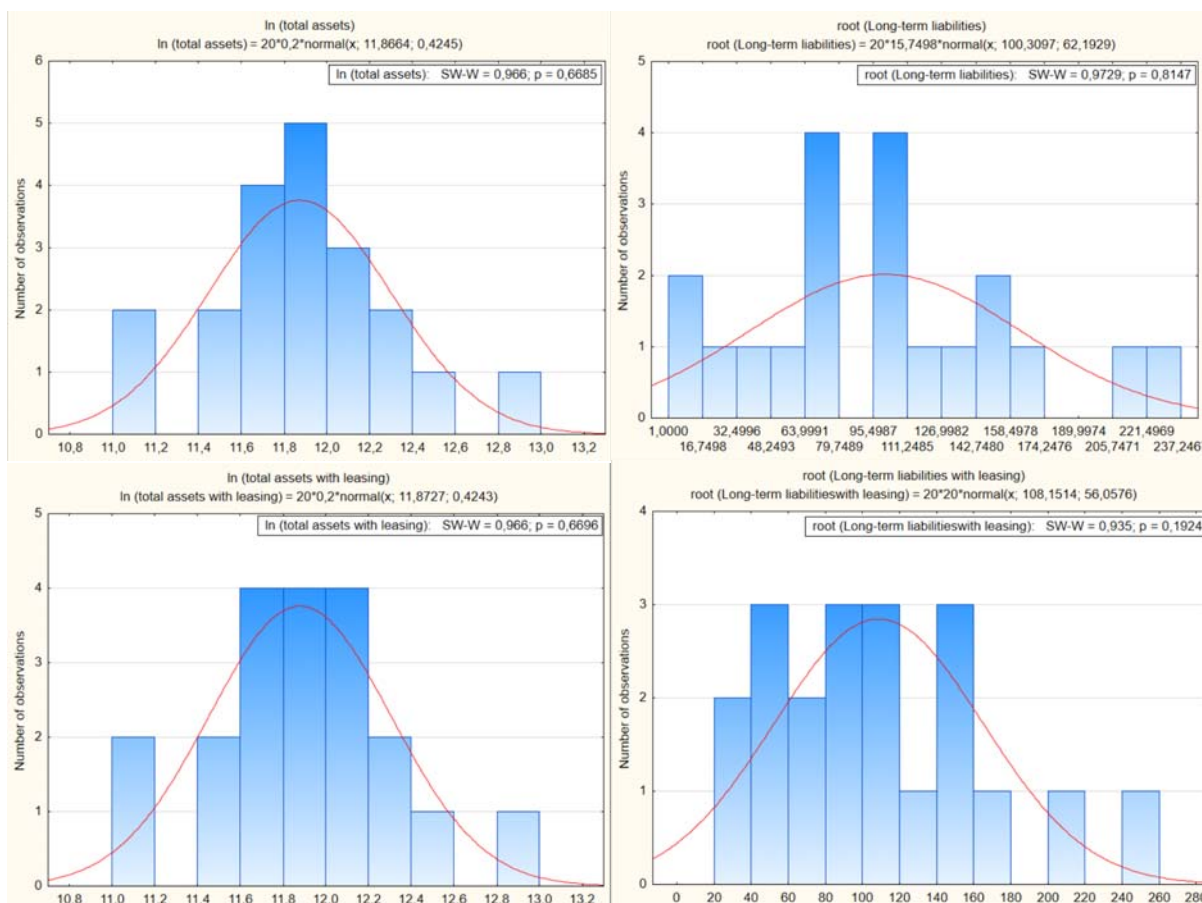 ln (total assets)
ln (total assets) = 20*0,2*normal(x; 11,8664; 0,4245)
ln (total assets): SW-W = 0,966; p = 0,6685
6
5
4
3
2
1
0
Number of observations
10,8 11,0 11,2 11,4 11,6 11,8 12,0 12,2 12,4 12,6 12,8 13,0 13,2
root (Long-term liabilities)
root (Long-term liabilities) = 20*15,7498*normal(x; 100,3097; 62,1929)
root (Long-term liabilities): SW-W = 0,9729; p = 0,8147
5
4
3
2
1
0
Number of observations
1,0000 32,4996 63,9991 95,4987 126,9982 158,4978 189,9974 221,4969
16,7498 48,2493 79,7489 111,2485 142,7480 174,2476 205,7471 237,2467
ln (total assets with leasing)
ln (total assets with leasing) = 20*0,2*normal(x; 11,8727; 0,4243)
ln (total assets with leasing): SW-W = 0,966; p = 0,6696
5
4
3
2
1
0
Number of observations
10,8 11,0 11,2 11,4 11,6 11,8 12,0 12,2 12,4 12,6 12,8 13,0 13,2
root (Long-term liabilities with leasing)
root (Long-term liabilitieswith leasing) = 20*20*normal(x; 108,1514; 56,0576)
root (Long-term liabilitieswith leasing): SW-W = 0,935; p = 0,1924
4
3
2
1
0
Number of observations
0 20 40 60 80 100 120 140 160 180 200 220 240 260 280